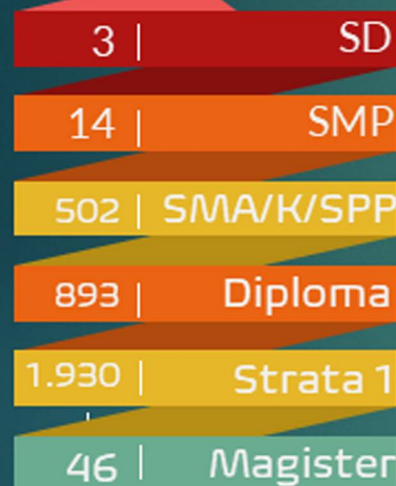 3 | SD
14 | SMP
502 | SMA/K/SPP
893 | Diploma
1.930 | Strata 1
46 | Magister